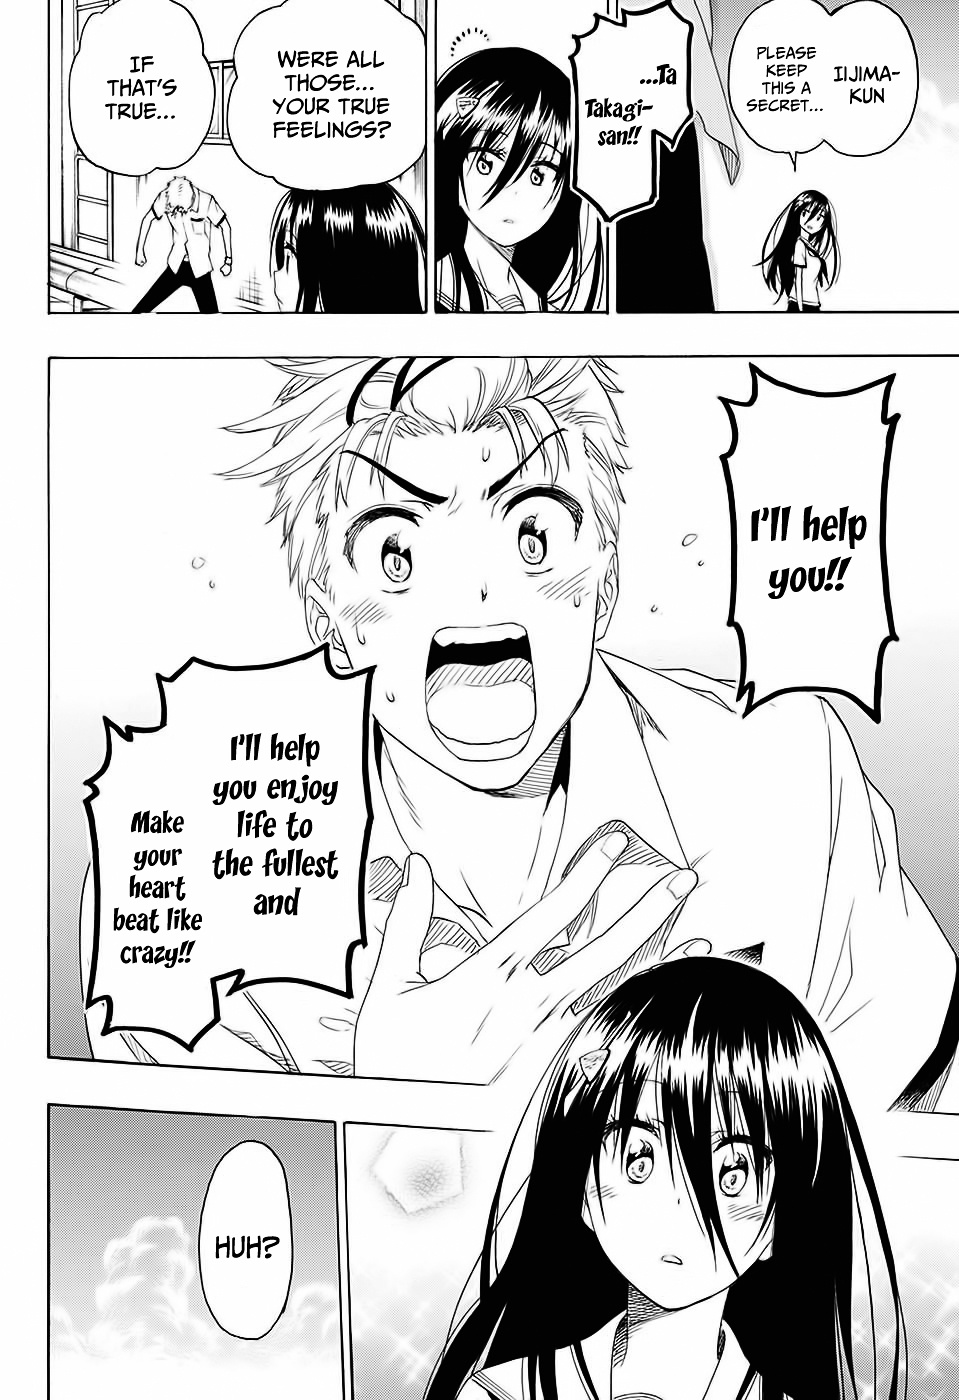 IIJIMA-
KUN
PLEASE
KEEP
THIS A
SECRET...
...Ta
Takagi-
san!!
WERE ALL
THOSE...
YOUR TRUE
FEELINGS?
IF
THAT'S
TRUE...
I'll help
you!!
I'll help
you enjoy
life to
the fullest
and
Make
your
heart
beat like
crazy!!
HUH?